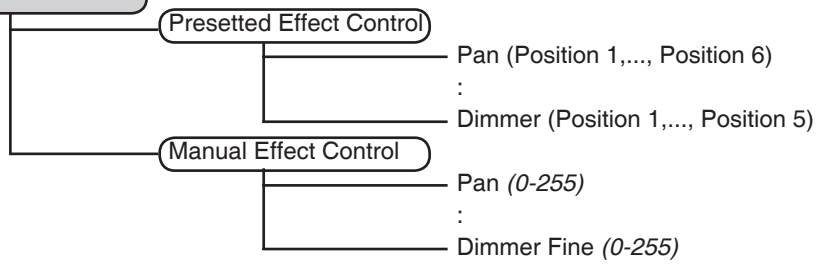 Presetted Effect Control
Pan (Position 1,..., Position 6)
:
Dimmer (Position 1,..., Position 5)
Manual Effect Control
Pan (0-255)
:
Dimmer Fine (0-255)